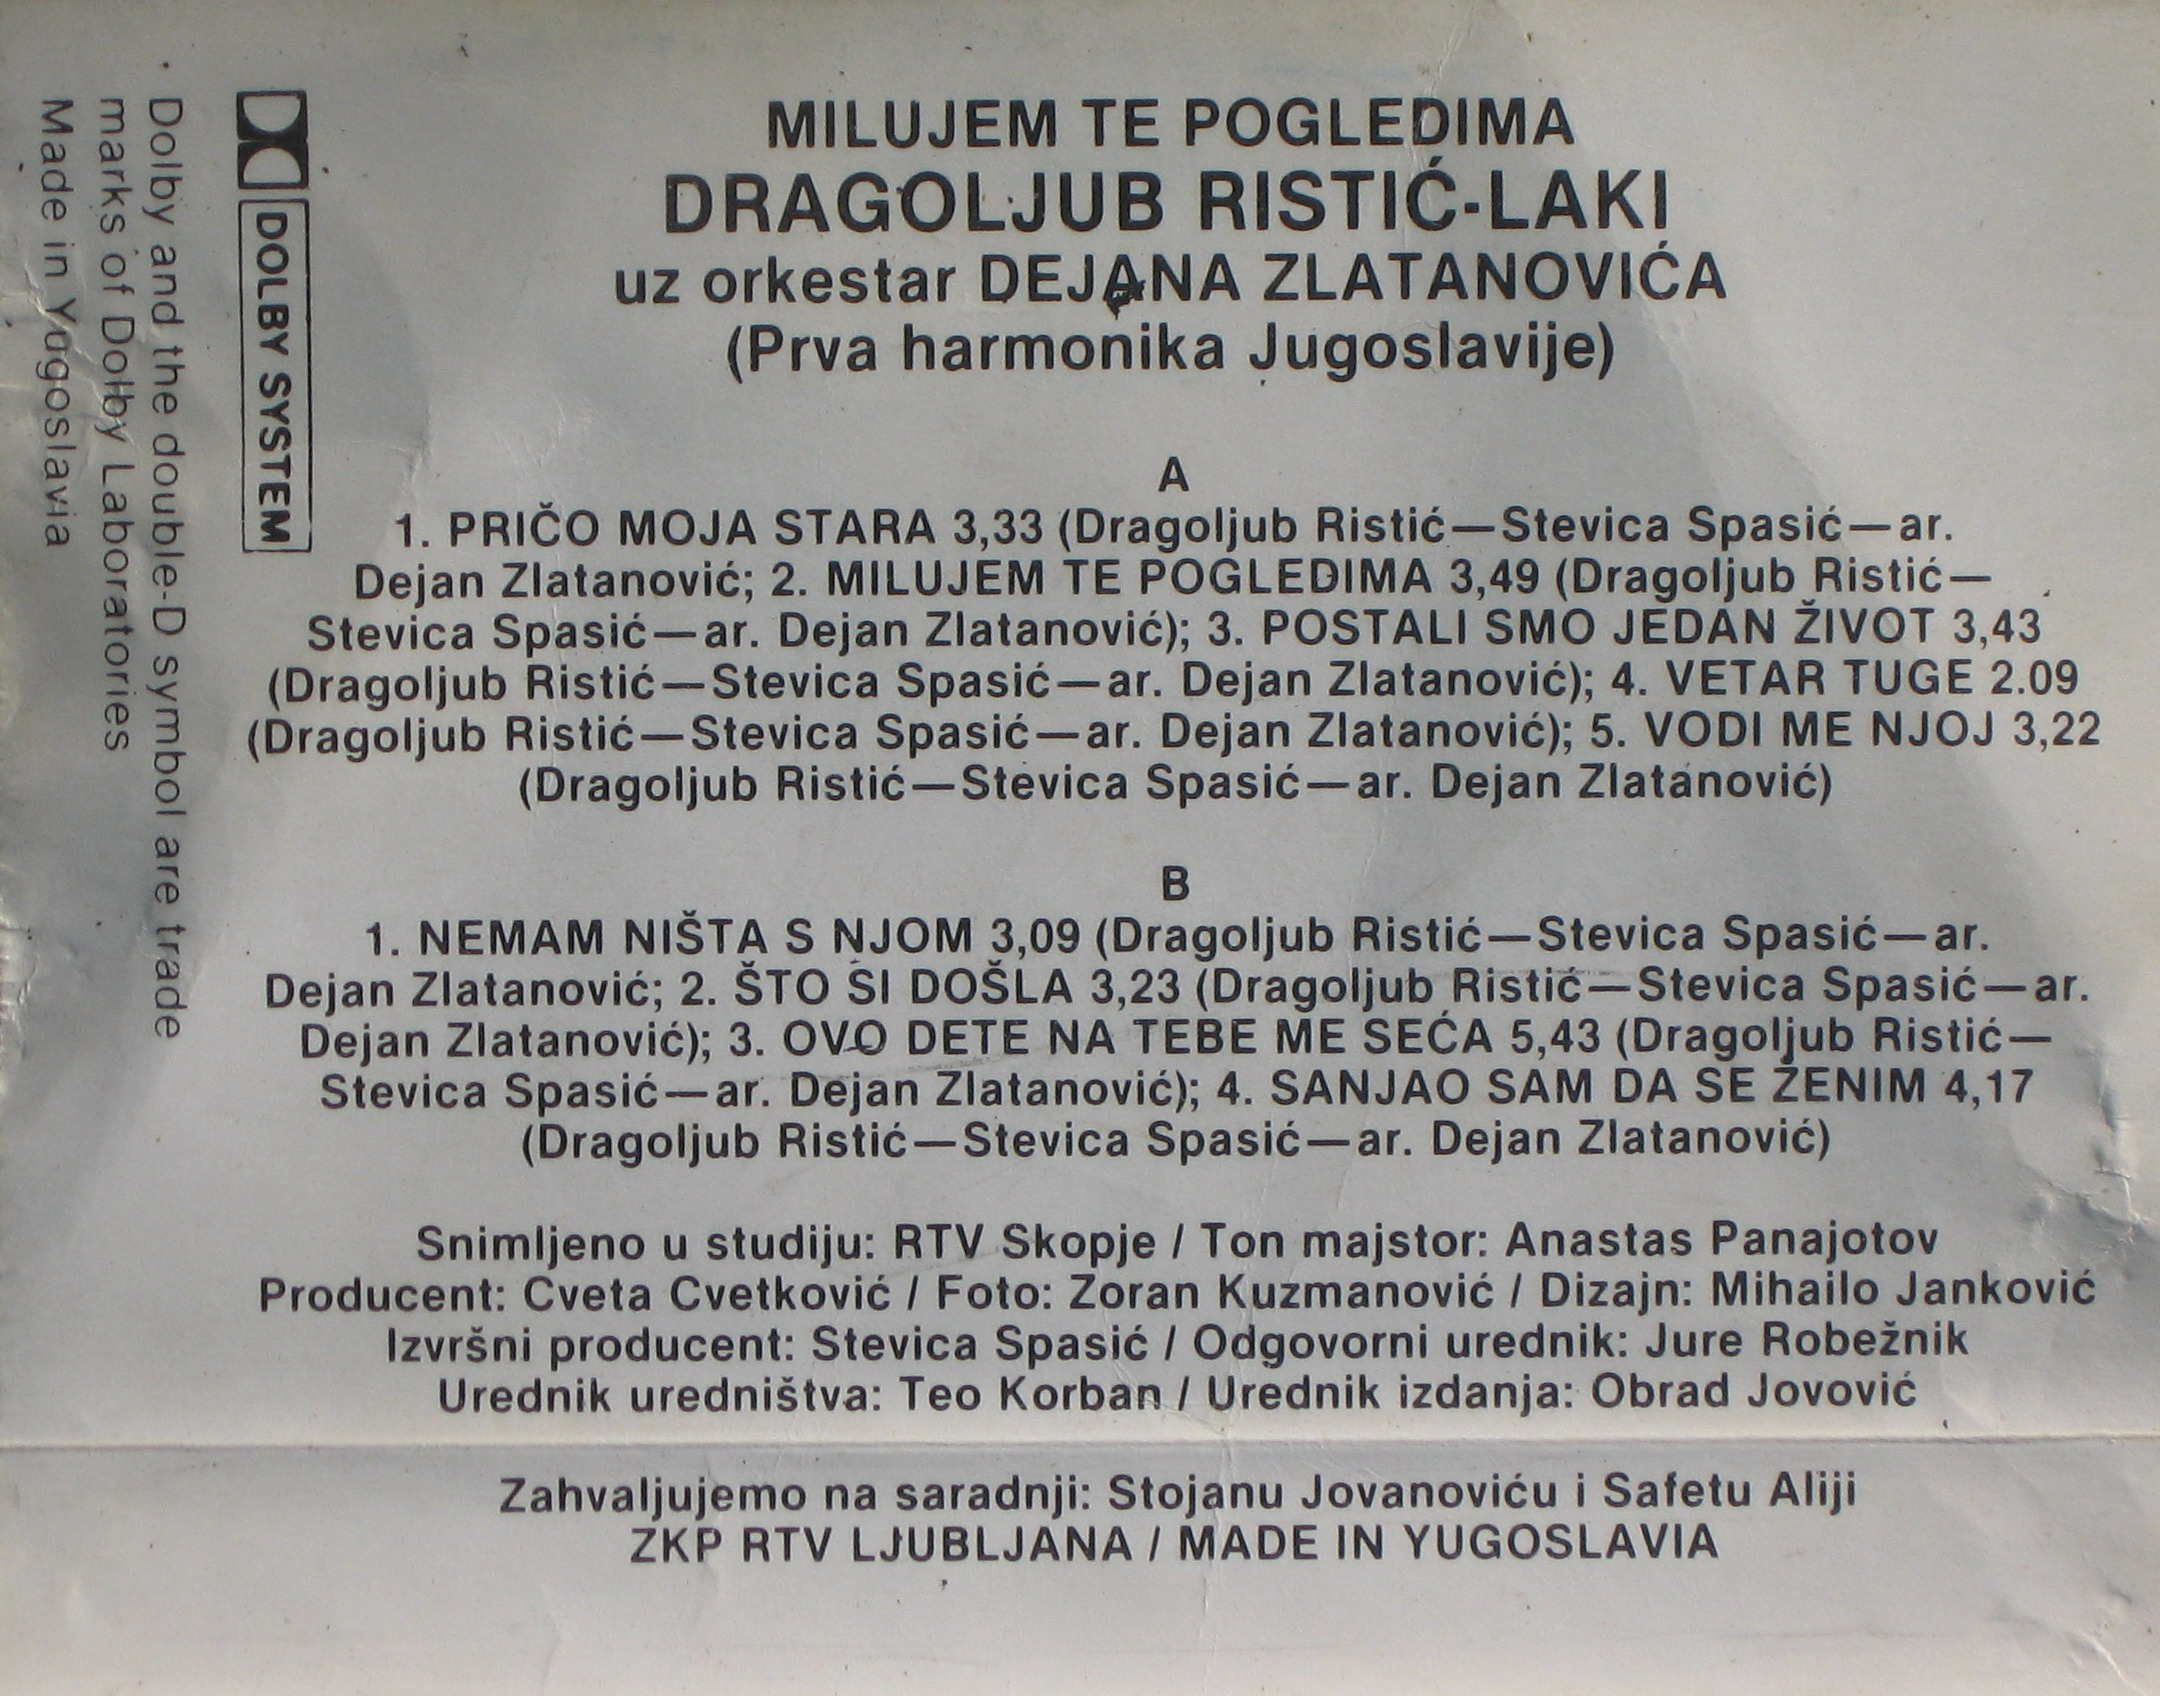 MILUJEM TE POGLEDIMA
DRAGOLJUB RISTIĆ-LAKI
uz orkestar DEJANA ZLATANOVIĆA
(Prva harmonika Jugoslavije)
A
1. PRIČO MOJA STARA 3,33 (Dragoljub Ristić—Stevica Spasić—ar.
Dejan Zlatanović; 2. MILUJEM TE POGLEDIMA 3,49 (Dragoljub Ristić—
Stevica Spasić—ar. Dejan Zlatanović); 3. POSTALI SMO JEDAN ŽIVOT 3,43
(Dragoljub Ristić—Stevica Spasić—ar. Dejan Zlatanović); 4. VETAR TUGE 2.09
(Dragoljub Ristić—Stevica Spasić—ar. Dejan Zlatanović); 5. VODI ME NJOJ 3,22
(Dragoljub Ristić—Stevica Spasić—ar. Dejan Zlatanović)
B
1. NEMAM NIŠTA S NJOM 3,09 (Dragoljub Ristić—Stevica Spasić—ar.
Dejan Zlatanović; 2. ŠTO SI DOŠLA 3,23 (Dragoljub Ristić—Stevica Spasić—ar.
Dejan Zlatanović); 3. OVO DETE NA TEBE ME SEĆA 5,43 (Dragoljub Ristić—
Stevica Spasić—ar. Dejan Zlatanović); 4. SANJAO SAM DA SE ŽENIM 4,17
(Dragoljub Ristić—Stevica Spasić—ar. Dejan Zlatanović)
Snimljeno u studiju: RTV Skopje / Ton majstor: Anastas Panajotov
Producent: Cveta Cvetković / Foto: Zoran Kuzmanović / Dizajn: Mihailo Janković
Izvršni producent: Stevica Spasić / Odgovorni urednik: Jure Robežnik
Urednik uredništva: Teo Korban / Urednik izdanja: Obrad Jovović
Zahvaljujemo na saradnji: Stojanu Jovanoviću i Safetu Aliji
ZKP RTV LJUBLJANA / MADE IN YUGOSLAVIA
DOLBY SYSTEM
Dolby and the double-D symbol are trade
marks of Dolby Laboratories
Made in Yugoslavia